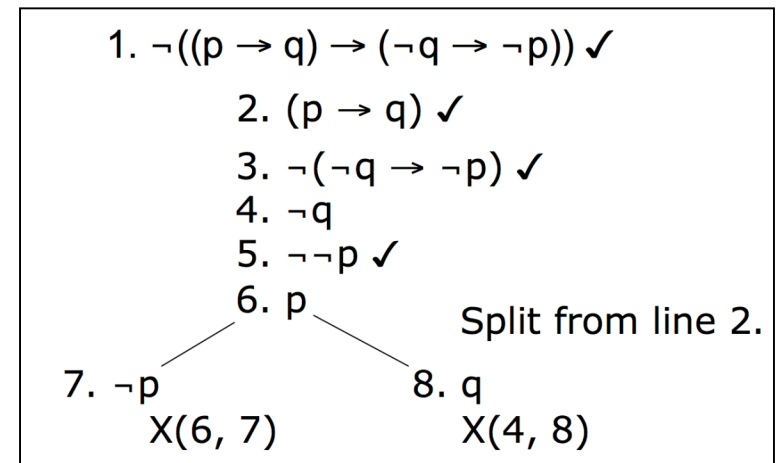 1. ¬((p → q) → (¬q → ¬p)) ✓
2. (p → q) ✓
3. ¬(¬q → ¬p) ✓
4. ¬q
5. ¬¬p ✓
6. p
Split from line 2.
7. ¬p 8. q
X(6, 7) X(4, 8)